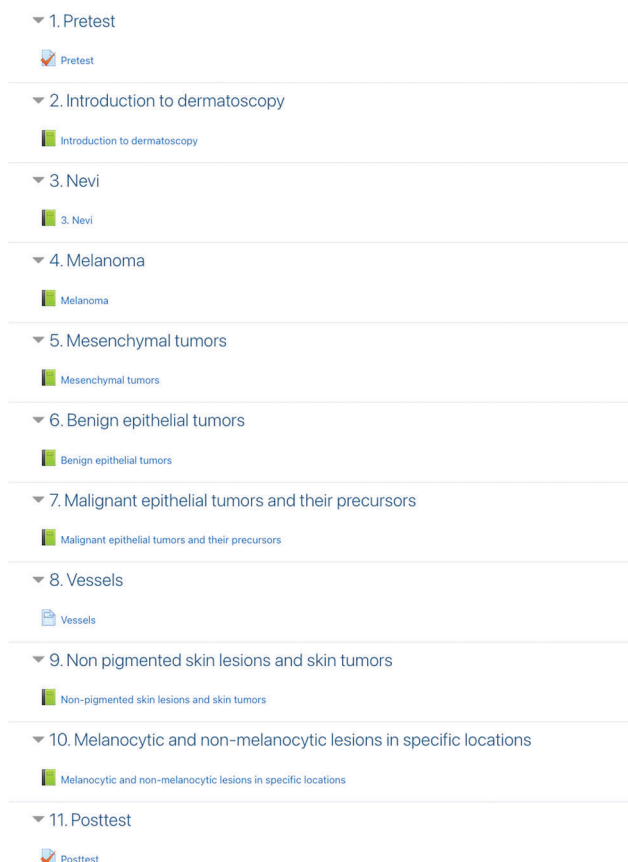 1. Pretest
Pretest
2. Introduction to dermatoscopy
Introduction to dermatoscopy
3. Nevi
3. Nevi
4. Melanoma
Melanoma
5. Mesenchymal tumors
Mesenchymal tumors
6. Benign epithelial tumors
Benign epithelial tumors
7. Malignant epithelial tumors and their precursors
Malignant epithelial tumors and their precursors
8. Vessels
Vessels
9. Non pigmented skin lesions and skin tumors
Non-pigmented skin lesions and skin tumors
10. Melanocytic and non-melanocytic lesions in specific locations
Melanocytic and non-melanocytic lesions in specific locations
11. Posttest
Posttest